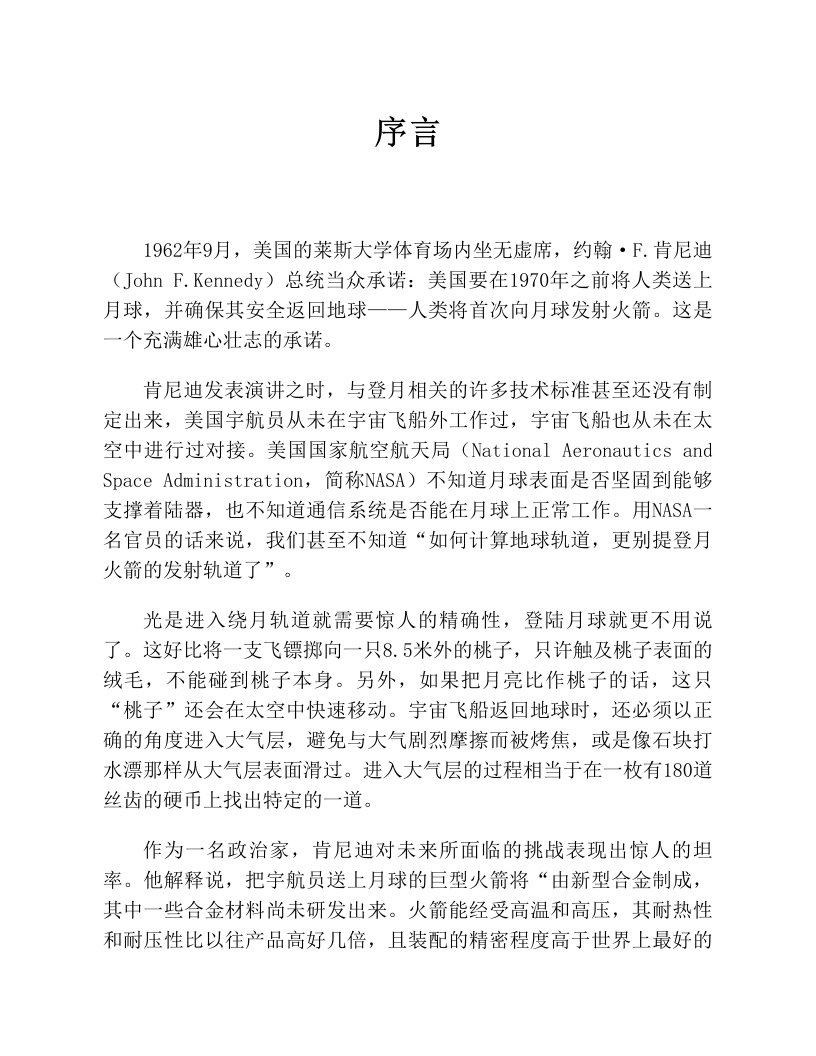 序言
1962年9月，美国的莱斯大学体育场内坐无虚席，约翰·F.肯尼迪
（John F.Kennedy）总统当众承诺：美国要在1970年之前将人类送上
月球，并确保其安全返回地球——人类将首次向月球发射火箭。这是
一个充满雄心壮志的承诺。
肯尼迪发表演讲之时，与登月相关的许多技术标准甚至还没有制
定出来，美国宇航员从未在宇宙飞船外工作过，宇宙飞船也从未在太
空中进行过对接。美国国家航空航天局（National Aeronautics and
Space Administration，简称NASA）不知道月球表面是否坚固到能够
支撑着陆器，也不知道通信系统是否能在月球上正常工作。用NASA一
名官员的话来说，我们甚至不知道“如何计算地球轨道，更别提登月
火箭的发射轨道了”。
光是进入绕月轨道就需要惊人的精确性，登陆月球就更不用说
了。这好比将一支飞镖掷向一只8.5米外的桃子，只许触及桃子表面的
绒毛，不能碰到桃子本身。另外，如果把月亮比作桃子的话，这只
“桃子”还会在太空中快速移动。宇宙飞船返回地球时，还必须以正
确的角度进入大气层，避免与大气剧烈摩擦而被烤焦，或是像石块打
水漂那样从大气层表面滑过。进入大气层的过程相当于在一枚有180道
丝齿的硬币上找出特定的一道。
作为一名政治家，肯尼迪对未来所面临的挑战表现出惊人的坦
率。他解释说，把宇航员送上月球的巨型火箭将“由新型合金制成，
其中一些合金材料尚未研发出来。火箭能经受高温和高压，其耐热性
和耐压性比以往产品高好几倍，且装配的精密程度高于世界上最好的